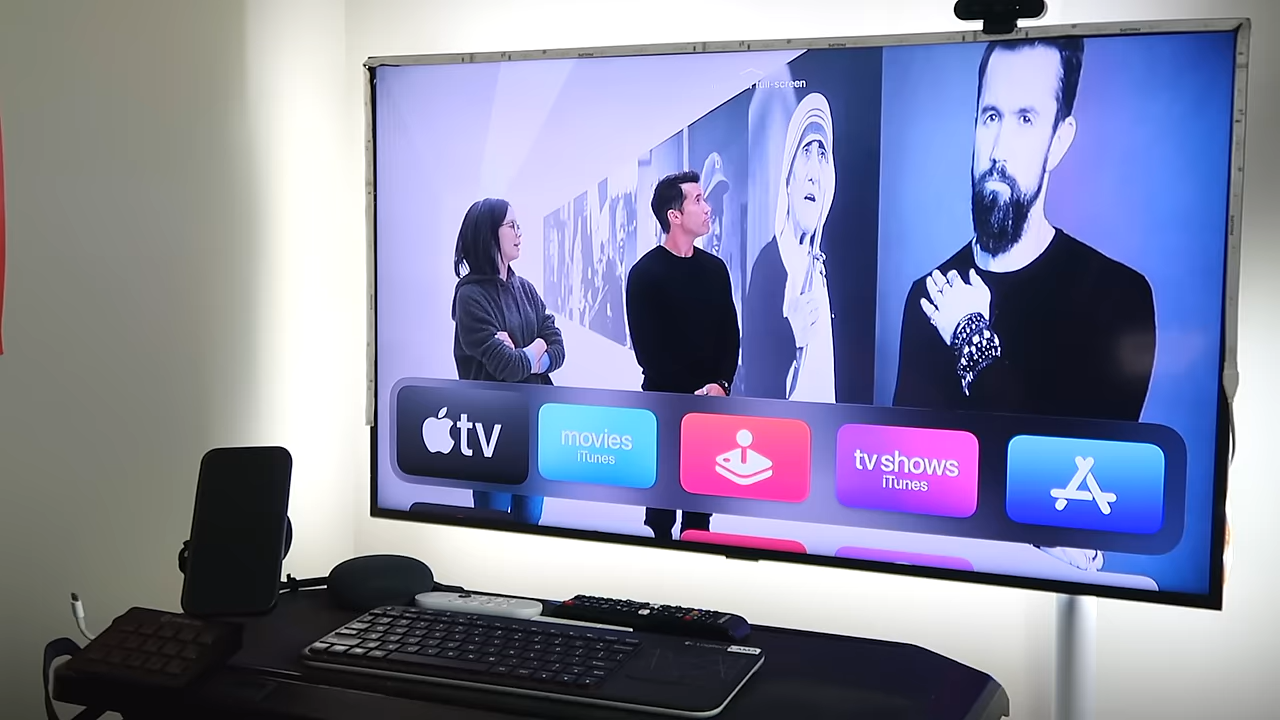 full-screen
tv
movies
iTunes
tv shows
iTunes